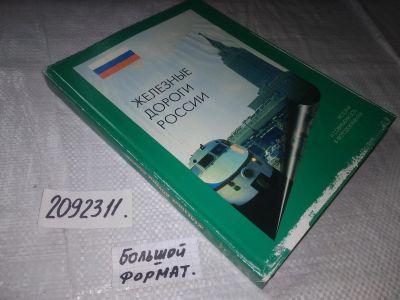 ЖЕЛЕЗНЫЕ
ДОРОГИ
РОССИИ
2092311.
БОЛЬШОЙ
ФОРМАТ.